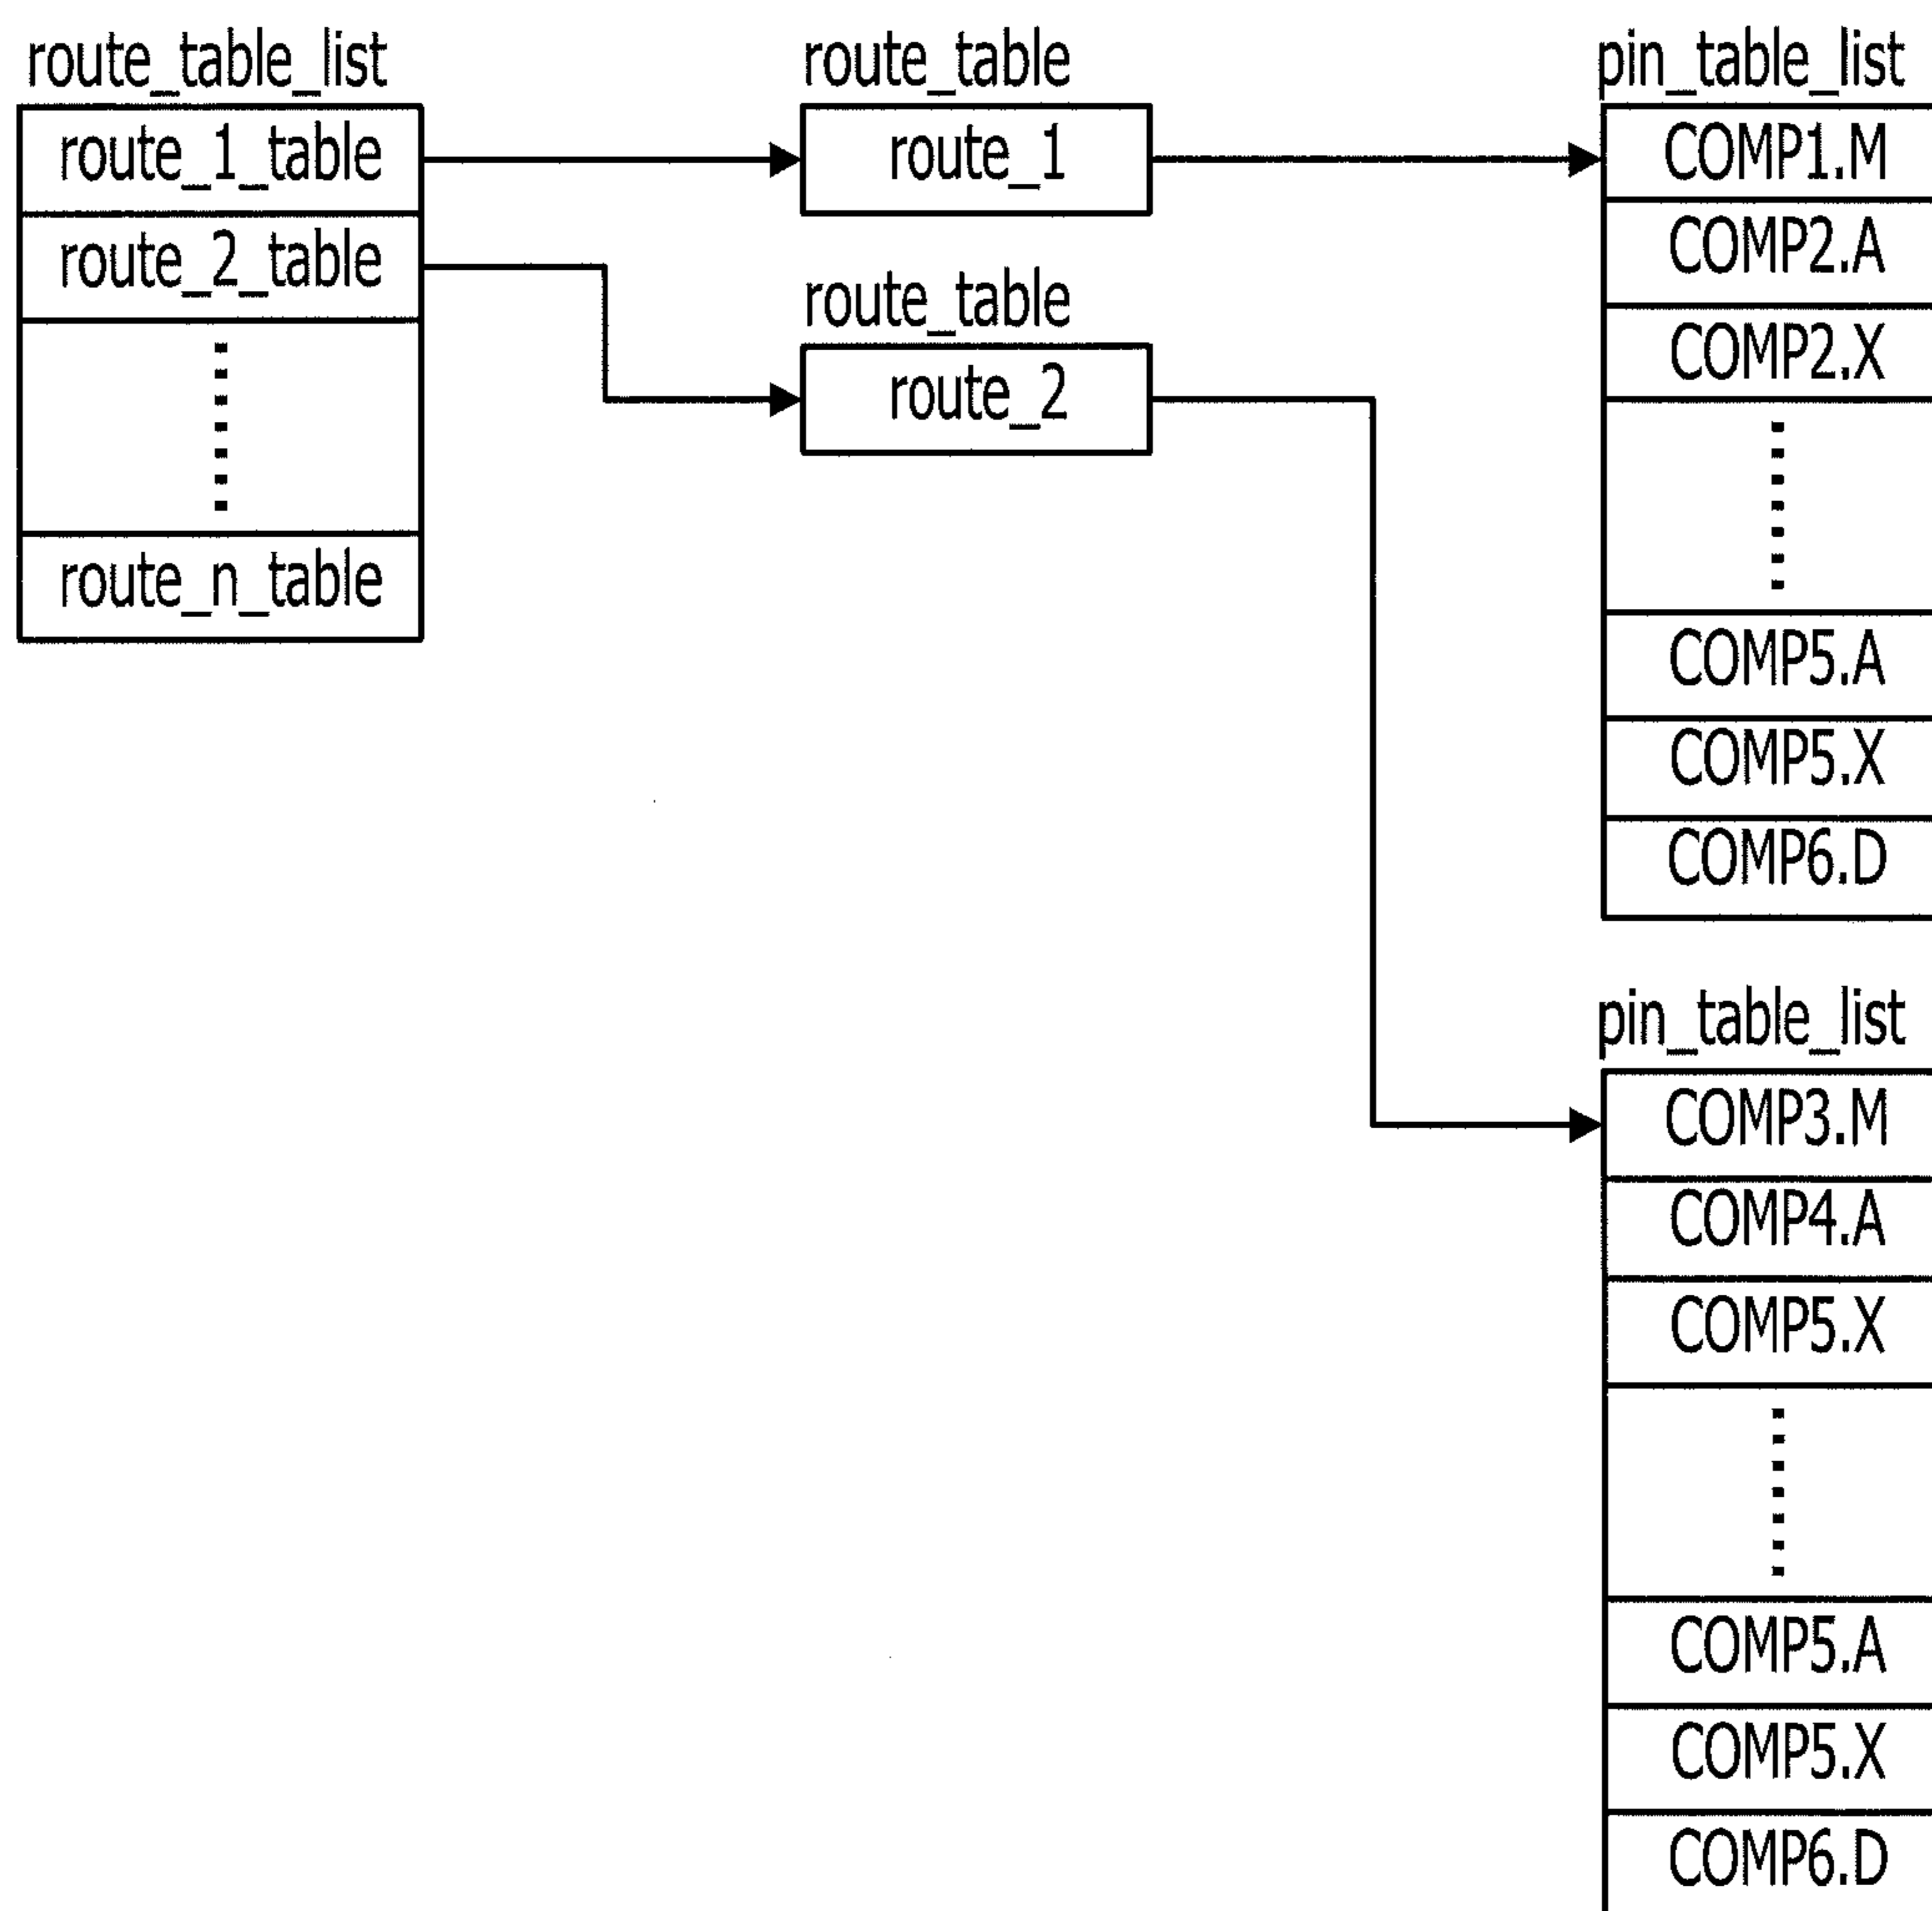 route_table_list
route_1_table
route_2_table
route_n_table
route_table
route_1
route_table
route_2
pin_table_list
COMP1.M
COMP2.A
COMP2.X
COMP5.A
COMP5.X
COMP6.D
pin_table_list
COMP3.M
COMP4.A
COMP5.X
COMP5.A
COMP5.X
COMP6.D